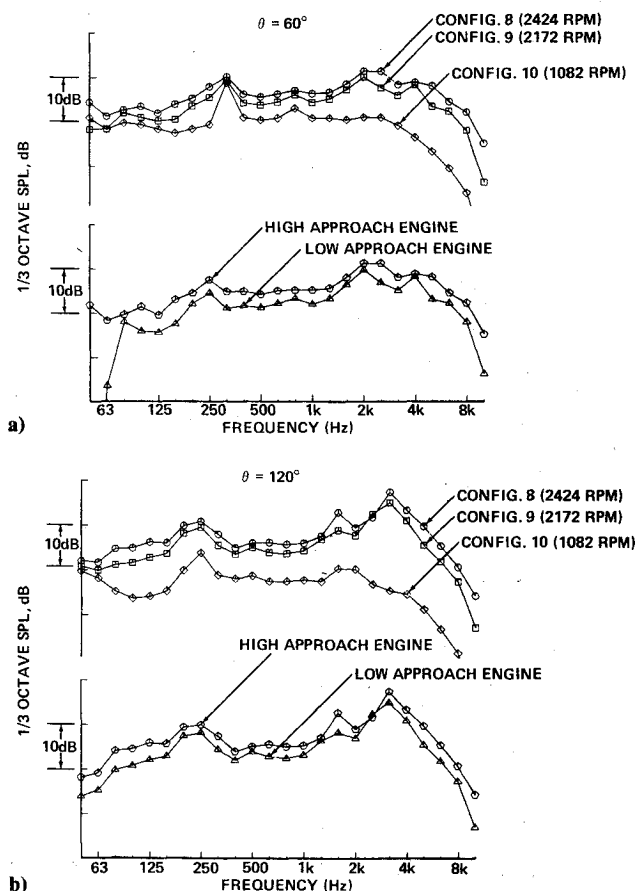 θ = 60°
CONFIG. 8 (2424 RPM)
CONFIG. 9 (2172 RPM)
CONFIG. 10 (1082 RPM)
10dB
HIGH APPROACH ENGINE
LOW APPROACH ENGINE
10dB
1/3 OCTAVE SPL, dB
63 125 250 500 1k 2k 4k 8k
FREQUENCY (Hz)
a)
θ = 120°
CONFIG. 8 (2424 RPM)
CONFIG. 9 (2172 RPM)
CONFIG. 10 (1082 RPM)
10dB
HIGH APPROACH ENGINE
LOW APPROACH ENGINE
10dB
1/3 OCTAVE SPL, dB
63 125 250 500 1k 2k 4k 8k
FREQUENCY (Hz)
b)